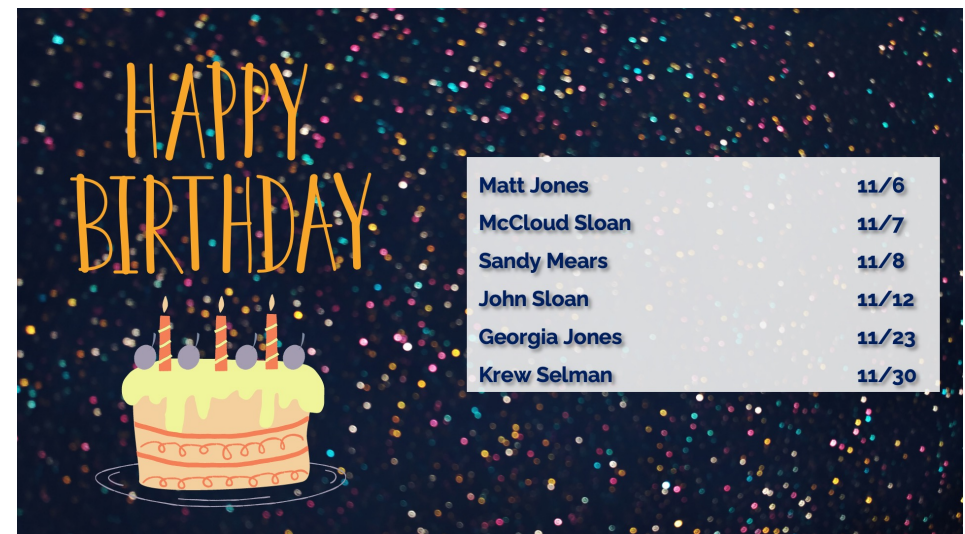 HAPPY
BIRTHDAY
Matt Jones 11/6
McCloud Sloan 11/7
Sandy Mears 11/8
John Sloan 11/12
Georgia Jones 11/23
Krew Selman 11/30